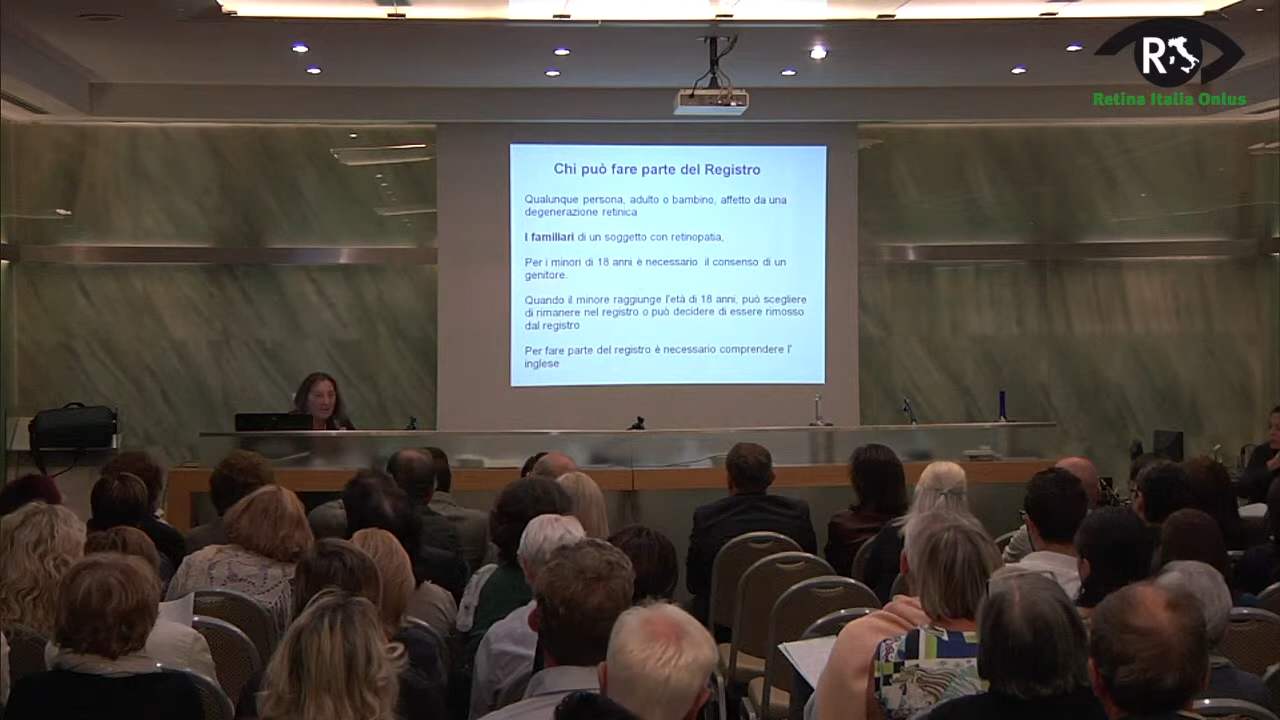 R
Retina Italia Onlus
Chi può fare parte del Registro
Qualunque persona, adulto o bambino, affetto da una
degenerazione retinica
I familiari di un soggetto con retinopatia,
Per i minori di 18 anni è necessario il consenso di un
genitore.
Quando il minore raggiunge l'età di 18 anni, può scegliere
di rimanere nel registro o può decidere di essere rimosso
dal registro
Per fare parte del registro è necessario comprendere l'
inglese